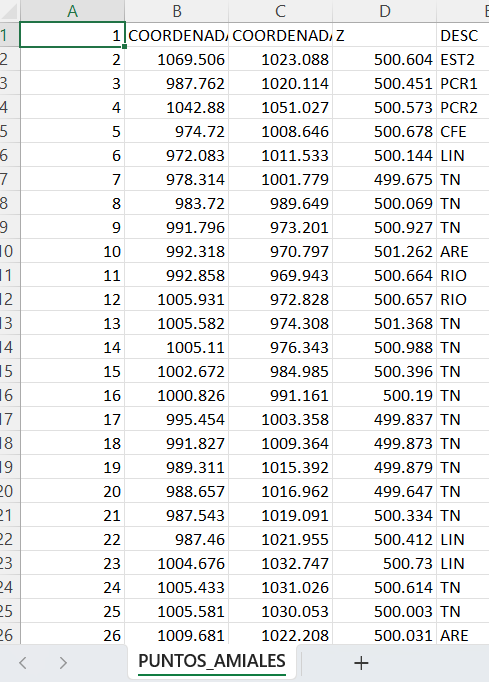 A B C D
1 1 COORDENADA COORDENADA Z DESC
2 2 1069.506 1023.088 500.604 EST2
3 3 987.762 1020.114 500.451 PCR1
4 4 1042.88 1051.027 500.573 PCR2
5 5 974.72 1008.646 500.678 CFE
6 6 972.083 1011.533 500.144 LIN
7 7 978.314 1001.779 499.675 TN
8 8 983.72 989.649 500.069 TN
9 9 991.796 973.201 500.927 TN
10 10 992.318 970.797 501.262 ARE
11 11 992.858 969.943 500.664 RIO
12 12 1005.931 972.828 500.657 RIO
13 13 1005.582 974.308 501.368 TN
14 14 1005.11 976.343 500.988 TN
15 15 1002.672 984.985 500.396 TN
16 16 1000.826 991.161 500.19 TN
17 17 995.454 1003.358 499.837 TN
18 18 991.827 1009.364 499.873 TN
19 19 989.311 1015.392 499.879 TN
20 20 988.657 1016.962 499.647 TN
21 21 987.543 1019.091 500.334 TN
22 22 987.46 1021.955 500.412 LIN
23 23 1004.676 1032.747 500.73 LIN
24 24 1005.433 1031.026 500.614 TN
25 25 1005.581 1030.053 500.003 TN
26 26 1009.681 1022.208 500.031 ARE
PUNTOS_AMIALES